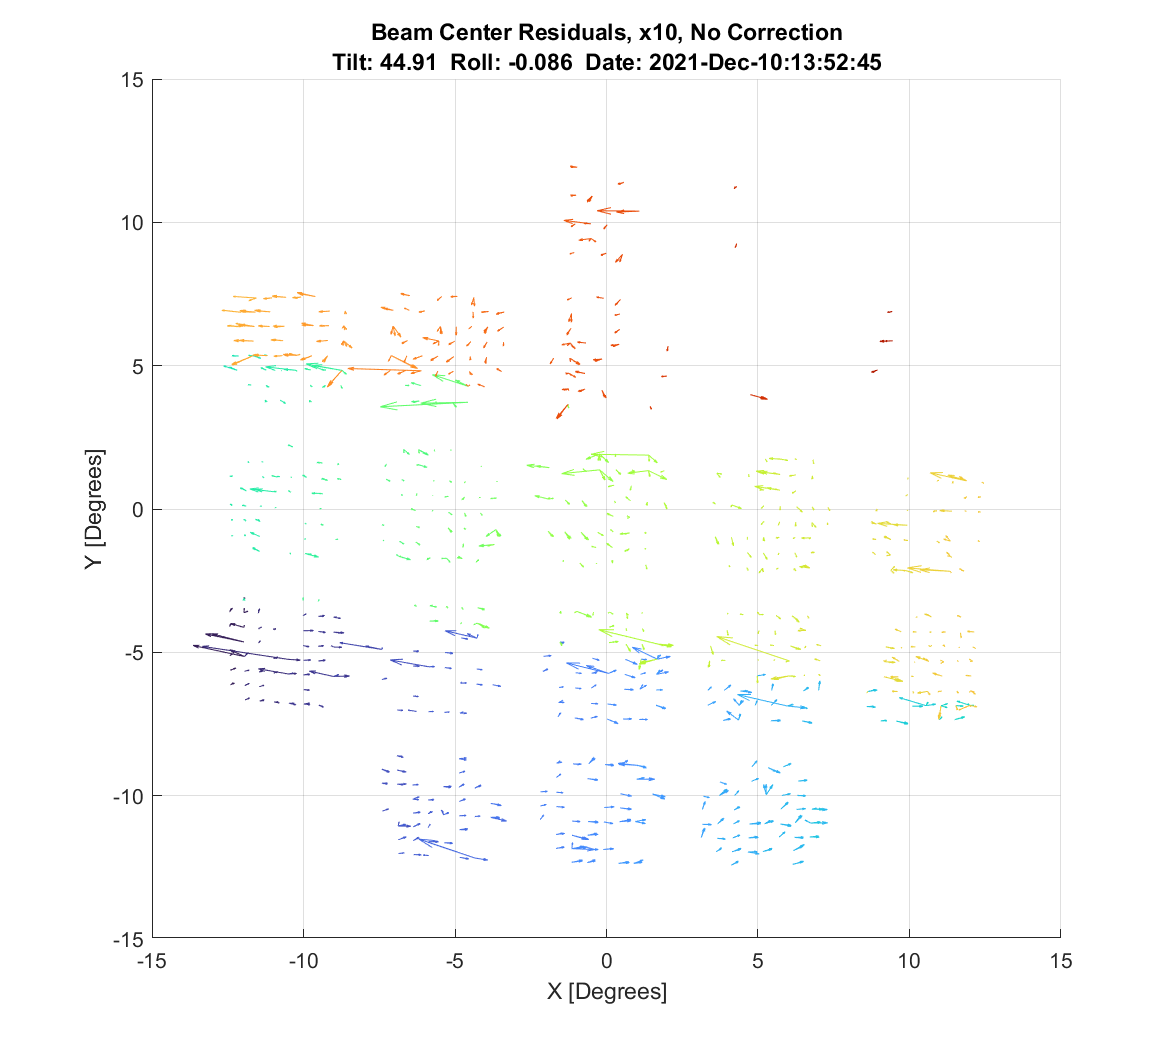 Beam Center Residuals, x10, No Correction
Tilt: 44.91 Roll: -0.086 Date: 2021-Dec-10:13:52:45
15
10
5
0
-5
-10
-15
Y [Degrees]
-15 -10 -5 0 5 10 15
X [Degrees]